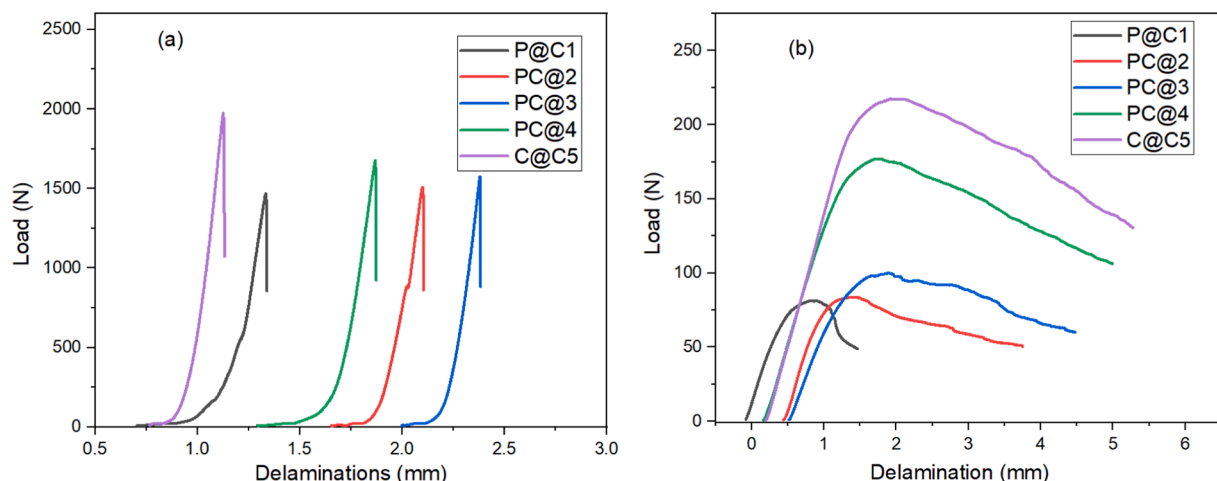 (a)
P@C1
PC@2
PC@3
PC@4
C@C5
2500
2000
1500
1000
500
0
Load (N)
0.5 1.0 1.5 2.0 2.5 3.0
Delaminations (mm)
(b)
P@C1
PC@2
PC@3
PC@4
C@C5
250
200
150
100
50
0
Load (N)
0 1 2 3 4 5 6
Delamination (mm)